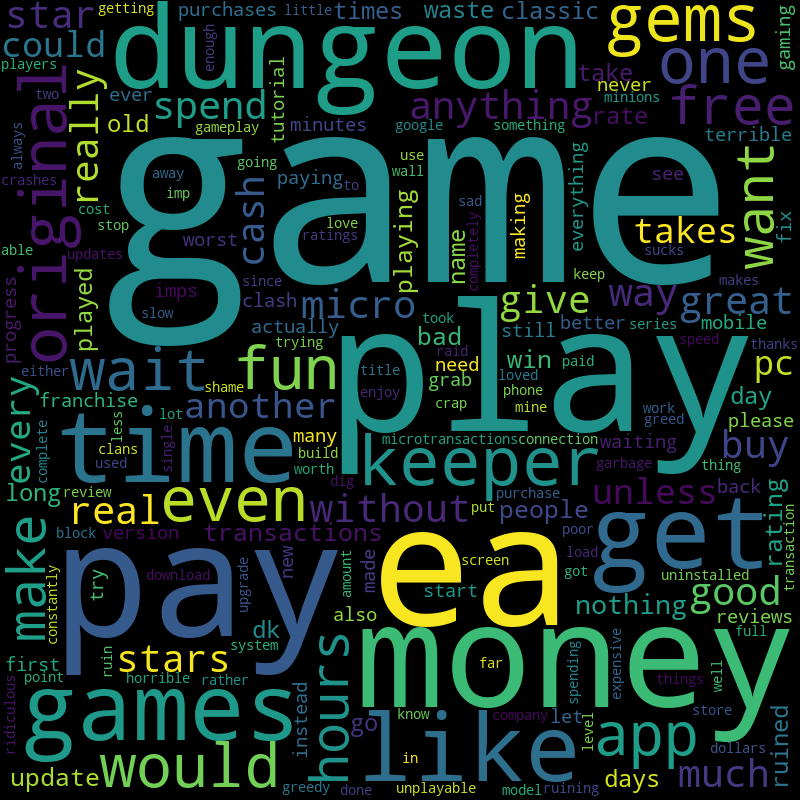 getting
purchases
little
times
waste
classic
star
could
dungeon
gems
gaming
players
enough
take
one
two
really
ever
spend
anything
never
minions
free
original
old
gameplay
tutorial
minutes
google
something
rate
terrible
always
going
use
wall
everything
want
fix
crashes
away
imp
paying
to
game
see
sad
making
cost
stop
cash
love
ratings
playing
name
completely
takes
sucks
able
updates
worst
since
keep
makes
progress
played
imps
clash
micro
give
way
great
slow
actually
took
still
better
series
mobile
either
wait
trying
bad
raid
play
speed
thanks
fun
title
need
win
paid
pc
shame
enjoy
grab
loved
phone
mine
crap
day
franchise
another
every
less
lot
many
microtransactions
connection
work
greed
please
time
clans
build
keeper
waiting
buy
complete
used
single
worth
garbage
thing
long
review
real
even
dig
without
purchase
unless
back
rating
version
transactions
put
people
poor
transaction
make
block
pay
ea
get
screen
load
constantly
try
download
upgrade
new
amount
made
start
got
uninstalled
good
nothing
reviews
dk
also
system
money
full
first
point
ruin
stars
horrible
rather
hours
far
spending
expensive
things
well
ridiculous
games
instead
go
know
company
let
level
store
would
like
app
dollars
ruined
update
greedy
done
in
unplayable
model
ruining
days
much